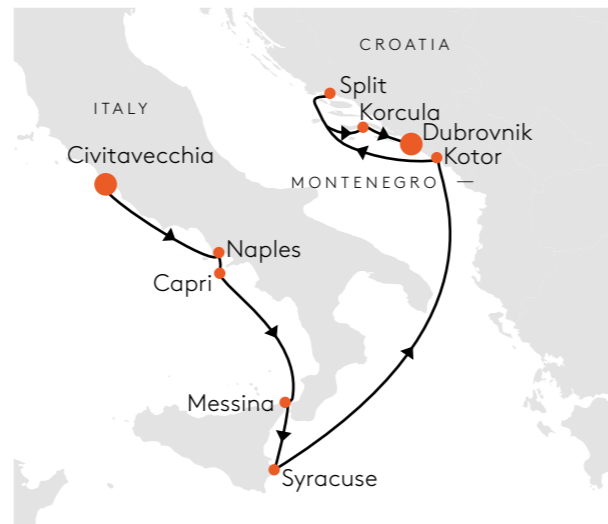 CROATIA
Split
ITALY
Korcula
Dubrovnik
Civitavecchia
Kotor
MONTENEGRO —
Naples
Capri
Messina
Syracuse